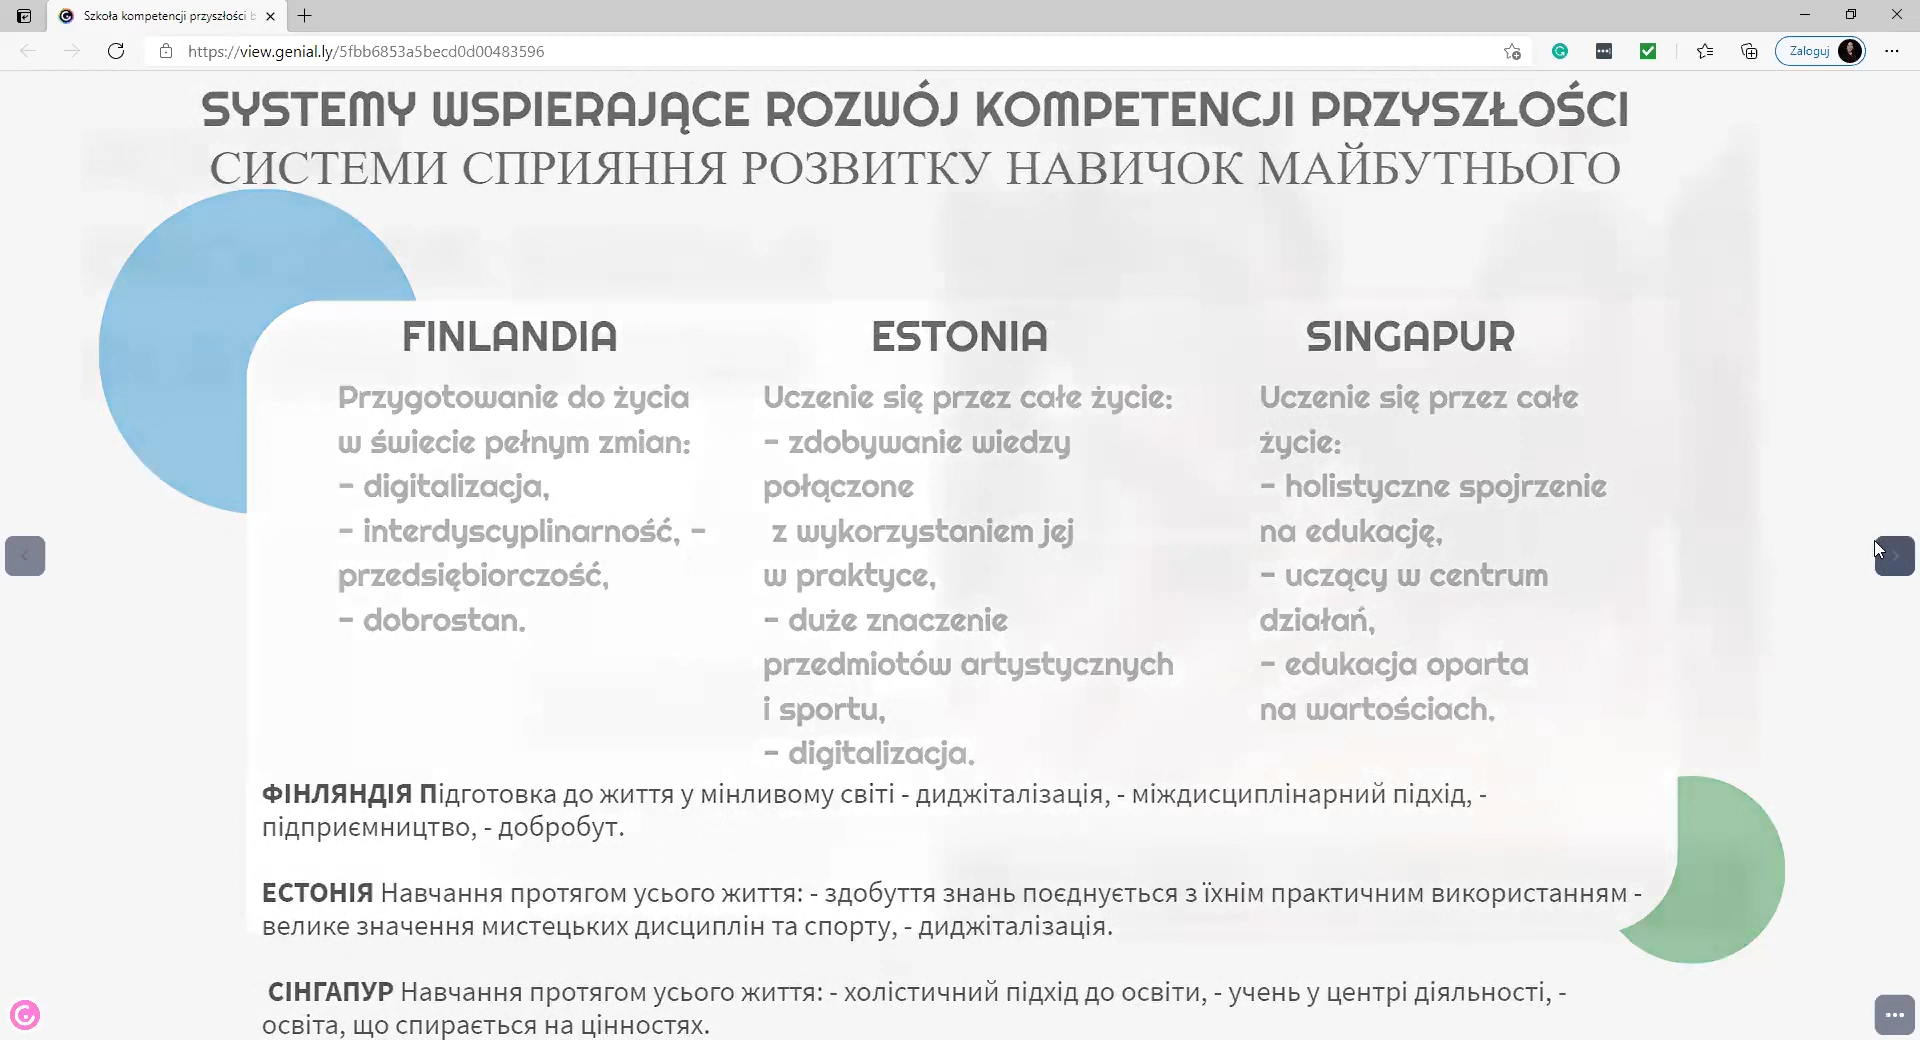 Szkoła kompetencji przyszłości b
https://view.genial.ly/5fbb6853a5becd0d00483596
Zaloguj
SYSTEMY WSPIERAJĄCE ROZWÓJ KOMPETENCJI PRZYSZŁOŚCI
СИСТЕМИ СПРИЯННЯ РОЗВИТКУ НАВИЧОК МАЙБУТНЬОГО
FINLANDIA
Przygotowanie do życia
w świecie pełnym zmian:
- digitalizacja,
- interdyscyplinarność, -
przedsiębiorczość,
- dobrostan.
ESTONIA
Uczenie się przez całe życie:
- zdobywanie wiedzy
połączone
z wykorzystaniem jej
w praktyce,
- duże znaczenie
przedmiotów artystycznych
i sportu,
- digitalizacja.
SINGAPUR
Uczenie się przez całe
życie:
- holistyczne spojrzenie
na edukację,
- uczący w centrum
działań,
- edukacja oparta
na wartościach.
ФІНЛЯНДІЯ Підготовка до життя у мінливому світі - диджіталізація, - міждисциплінарний підхід, -
підприємництво, - добробут.
ЕСТОНІЯ Навчання протягом усього життя: - здобуття знань поєднується з їхнім практичним використанням -
велике значення мистецьких дисциплін та спорту, - диджіталізація.
СІНГАПУР Навчання протягом усього життя: - холістичний підхід до освіти, - учень у центрі діяльності, -
освіта, що спирається на цінностях.